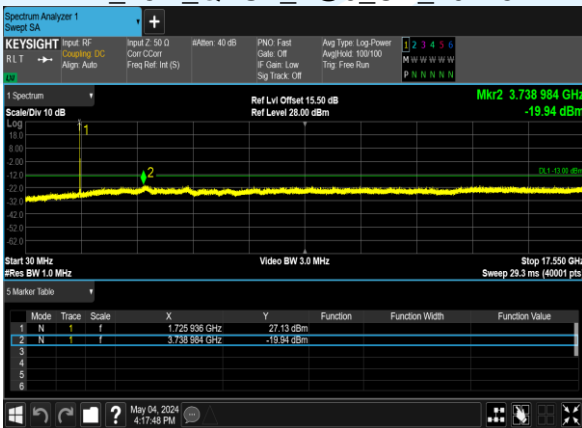 Spectrum Analyzer 1
Swept SA
KEYSIGHT Input: RF Input Z: 50 Ω #Atten: 40 dB PNO: Fast Avg Type: Log-Power 1 2 3 4 5 6
RLT Coupling: DC Corr CCorr Gate: Off Avg|Hold: 100/100 M W W W W W
Align: Auto Freq Ref: Int (S) IF Gain: Low Trig: Free Run
LW Sig Track: Off P N N N N N
1 Spectrum Ref Lvl Offset 15.50 dB Mkr2 3.738 984 GHz
Scale/Div 10 dB Ref Level 28.00 dBm -19.94 dBm
Log
18.0 1
8.00
-2.00
-12.0 2 DL1 -13.00 dBm
-22.0
-32.0
-42.0
-52.0
-62.0
Start 30 MHz Video BW 3.0 MHz Stop 17.550 GHz
#Res BW 1.0 MHz Sweep 29.3 ms (40001 pts
5 Marker Table
Mode Trace Scale X Y Function Function Width Function Value
1 N 1 f 1.725 936 GHz 27.13 dBm
2 N 1 f 3.738 984 GHz -19.94 dBm
3
4
5
6
? May 04, 2024
4:17:48 PM